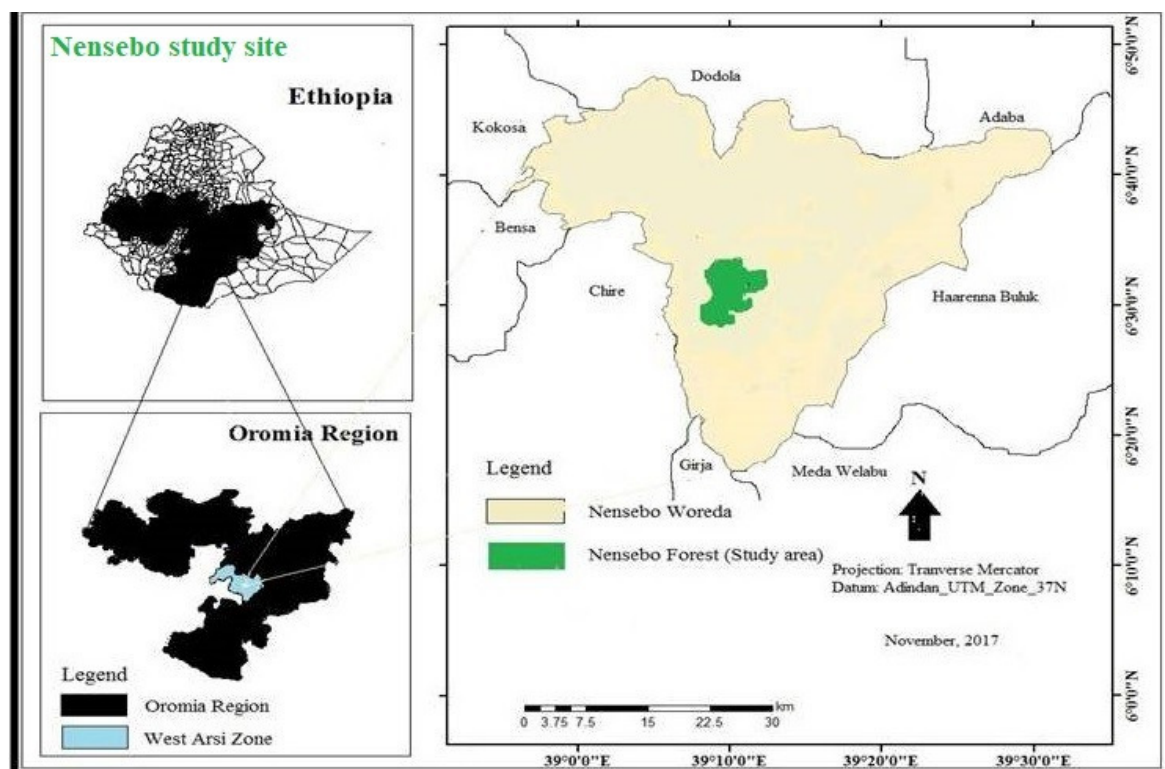 Nensebo study site
Ethiopia
Oromia Region
Legend
Oromia Region
West Arsi Zone
Dodola
Adaba
Kokosa
Bensa
Chire
Haarenna Buluk
Girja
Meda Welabu
Legend
Nensebo Woreda
Nensebo Forest (Study area)
N
Projection: Tranverse Mercator
Datum: Adindan_UTM_Zone_37N
November, 2017
km
0 3.75 7.5 15 22.5 30
6°50'0"N
6°40'0"N
6°30'0"N
6°20'0"N
6°10'0"N
6°0'0"N
39°0'0"E 39°10'0"E 39°20'0"E 39°30'0"E